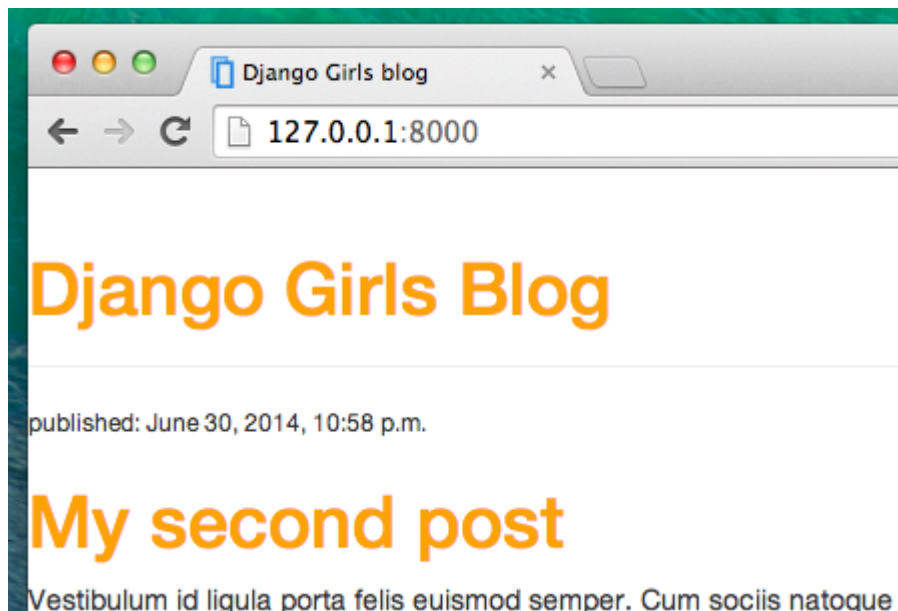 Django Girls blog
127.0.0.1:8000
Django Girls Blog
published: June 30, 2014, 10:58 p.m.
My second post
Vestibulum id ligula porta felis euismod semper. Cum sociis natoque